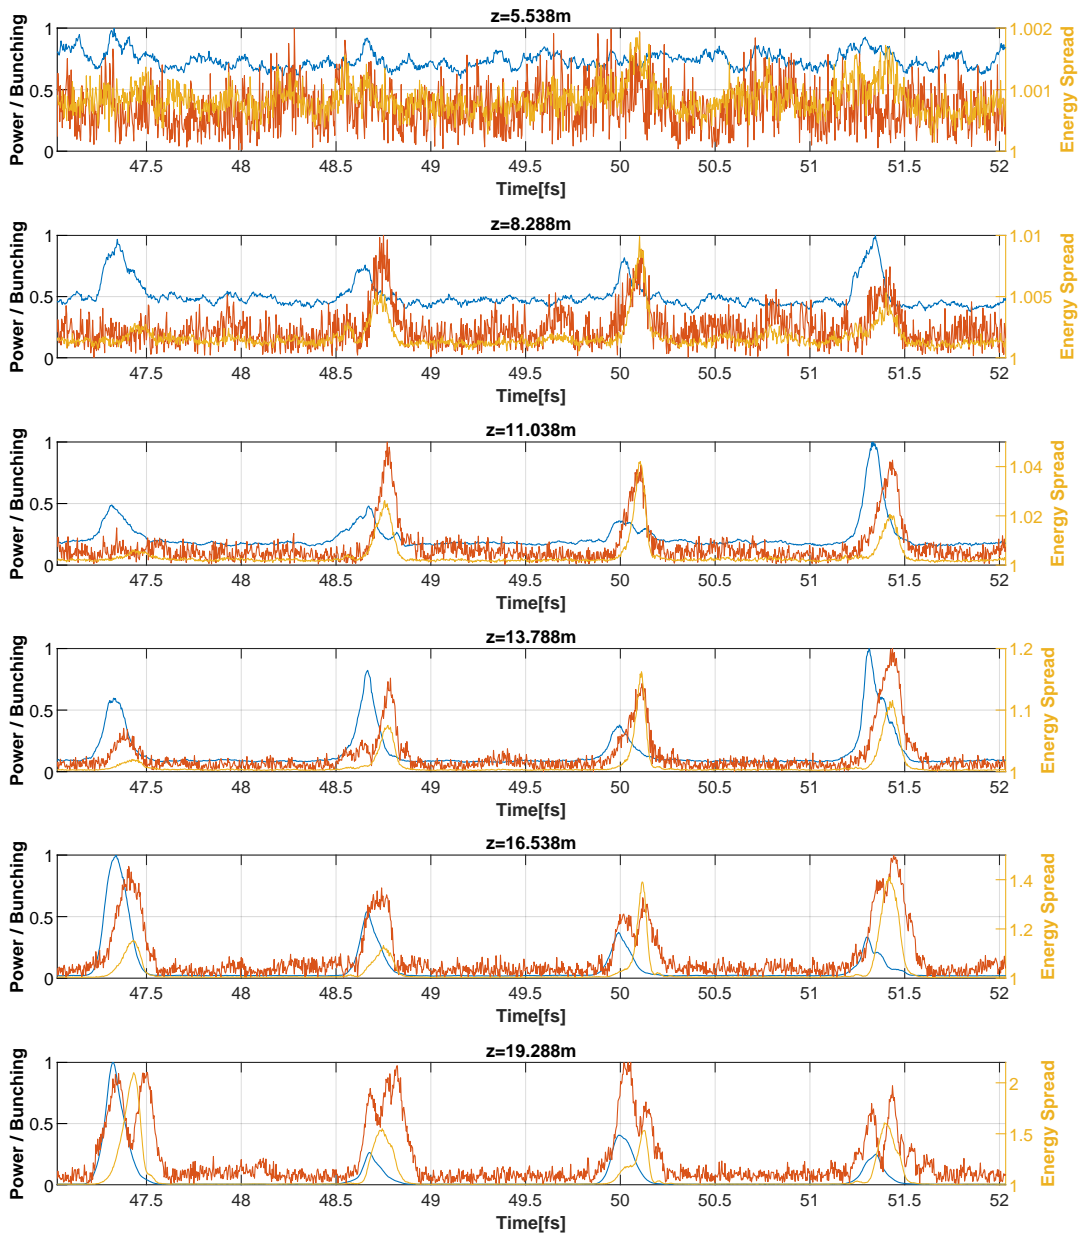 z=5.538m
Power / Bunching
1
0.5
0
1.002
1.001
1
Energy Spread
47.5 48 48.5 49 49.5 50 50.5 51 51.5 52
Time[fs]
z=8.288m
Power / Bunching
1
0.5
0
1.01
1.005
1
Energy Spread
47.5 48 48.5 49 49.5 50 50.5 51 51.5 52
Time[fs]
z=11.038m
Power / Bunching
1
0.5
0
1.04
1.02
1
Energy Spread
47.5 48 48.5 49 49.5 50 50.5 51 51.5 52
Time[fs]
z=13.788m
Power / Bunching
1
0.5
0
1.2
1.1
1
Energy Spread
47.5 48 48.5 49 49.5 50 50.5 51 51.5 52
Time[fs]
z=16.538m
Power / Bunching
1
0.5
0
1.4
1.2
1
Energy Spread
47.5 48 48.5 49 49.5 50 50.5 51 51.5 52
Time[fs]
z=19.288m
Power / Bunching
1
0.5
0
2
1.5
1
Energy Spread
47.5 48 48.5 49 49.5 50 50.5 51 51.5 52
Time[fs]